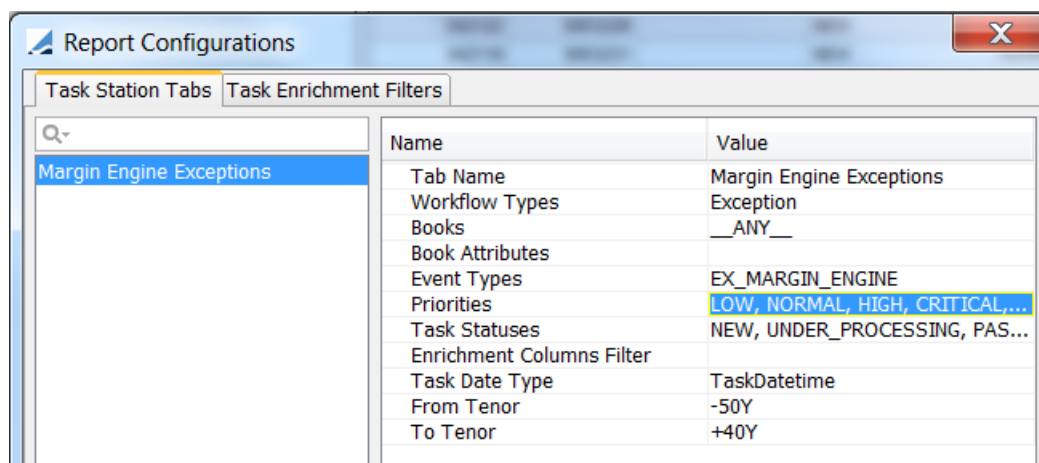 Report Configurations
Task Station Tabs Task Enrichment Filters
Name Value
Margin Engine Exceptions
Tab Name Margin Engine Exceptions
Workflow Types Exception
Books __ANY__
Book Attributes
Event Types EX_MARGIN_ENGINE
Priorities LOW, NORMAL, HIGH, CRITICAL,...
Task Statuses NEW, UNDER_PROCESSING, PAS...
Enrichment Columns Filter
Task Date Type TaskDatetime
From Tenor -50Y
To Tenor +40Y